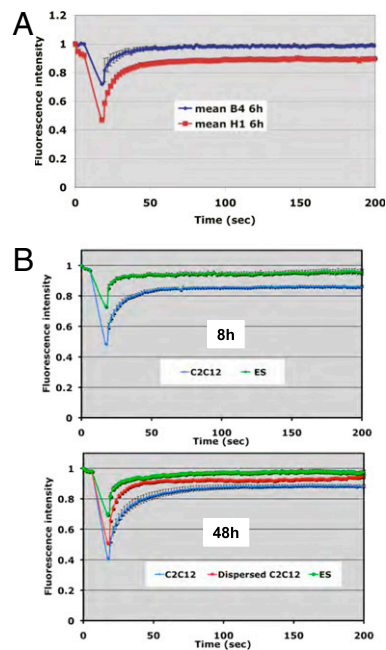 A
Fluorescence intensity
1.2
1
0.8
0.6
0.4
0.2
0
mean B4 6h
mean H1 6h
0 50 100 150 200
Time (sec)
B
Fluorescence intensity
1
0.8
0.6
0.4
0.2
0
8h
C2C12 ES
0 50 100 150 200
Time (sec)
Fluorescence intensity
1
0.8
0.6
0.4
0.2
0
48h
C2C12 Dispersed C2C12 ES
0 50 100 150 200
Time (sec)